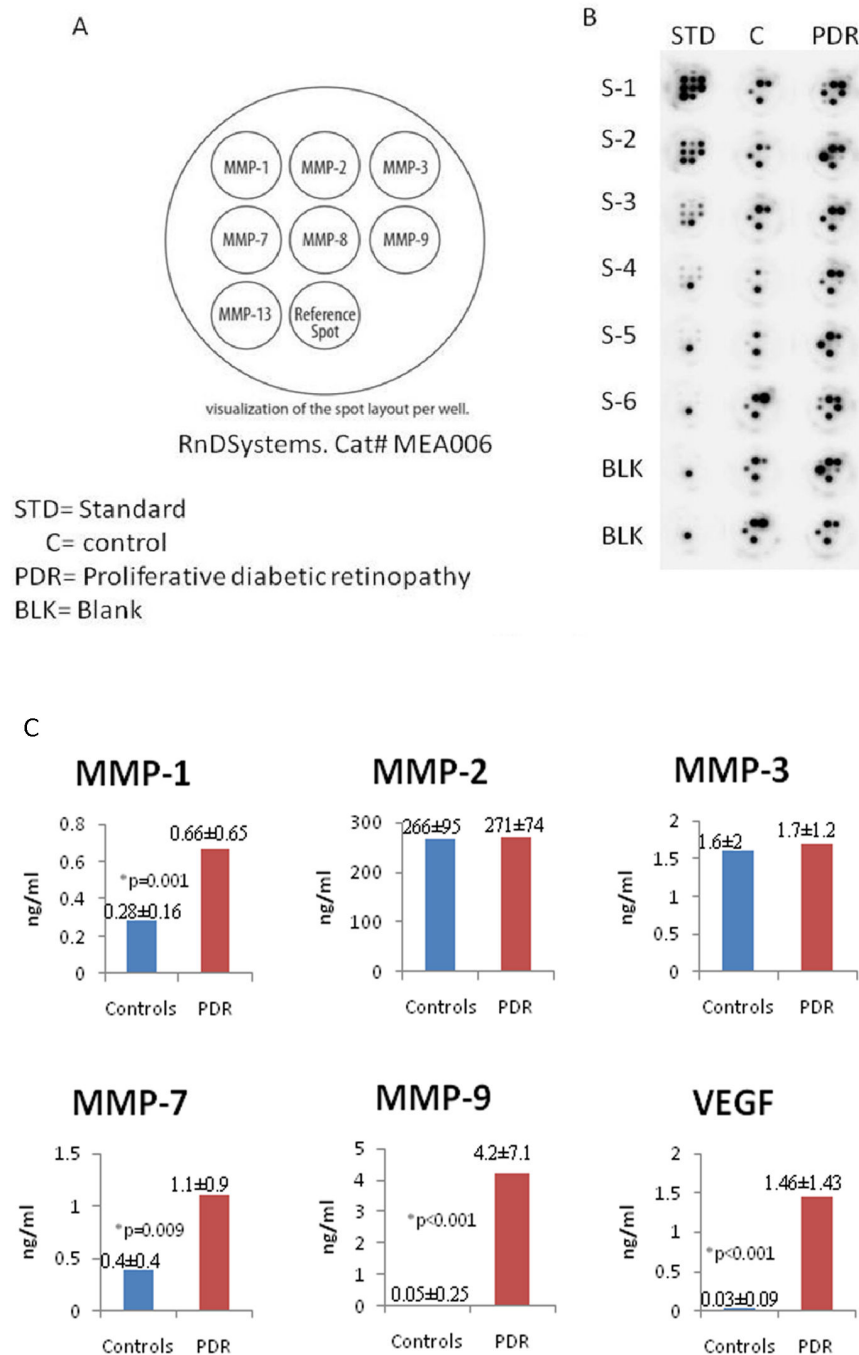 A
MMP-1 MMP-2 MMP-3
MMP-7 MMP-8 MMP-9
MMP-13 Reference
Spot
visualization of the spot layout per well.
RnDSystems. Cat# MEA006
STD= Standard
C= control
PDR= Proliferative diabetic retinopathy
BLK= Blank
B
STD C PDR
S-1
S-2
S-3
S-4
S-5
S-6
BLK
BLK
C
MMP-1
ng/ml
0.8
0.6
0.4
0.2
0
0.66±0.65
*p=0.001
0.28±0.16
Controls PDR
MMP-2
ng/ml
300
200
100
0
266±95 271±74
Controls PDR
MMP-3
ng/ml
2
1.5
1
0.5
0
1.6±2 1.7±1.2
Controls PDR
MMP-7
ng/ml
1.5
1
0.5
0
1.1±0.9
*p=0.009
0.4±0.4
Controls PDR
MMP-9
ng/ml
5
4
3
2
1
0
4.2±7.1
*p<0.001
0.05±0.25
Controls PDR
VEGF
ng/ml
2
1.5
1
0.5
0
1.46±1.43
*p<0.001
0.03±0.09
Controls PDR